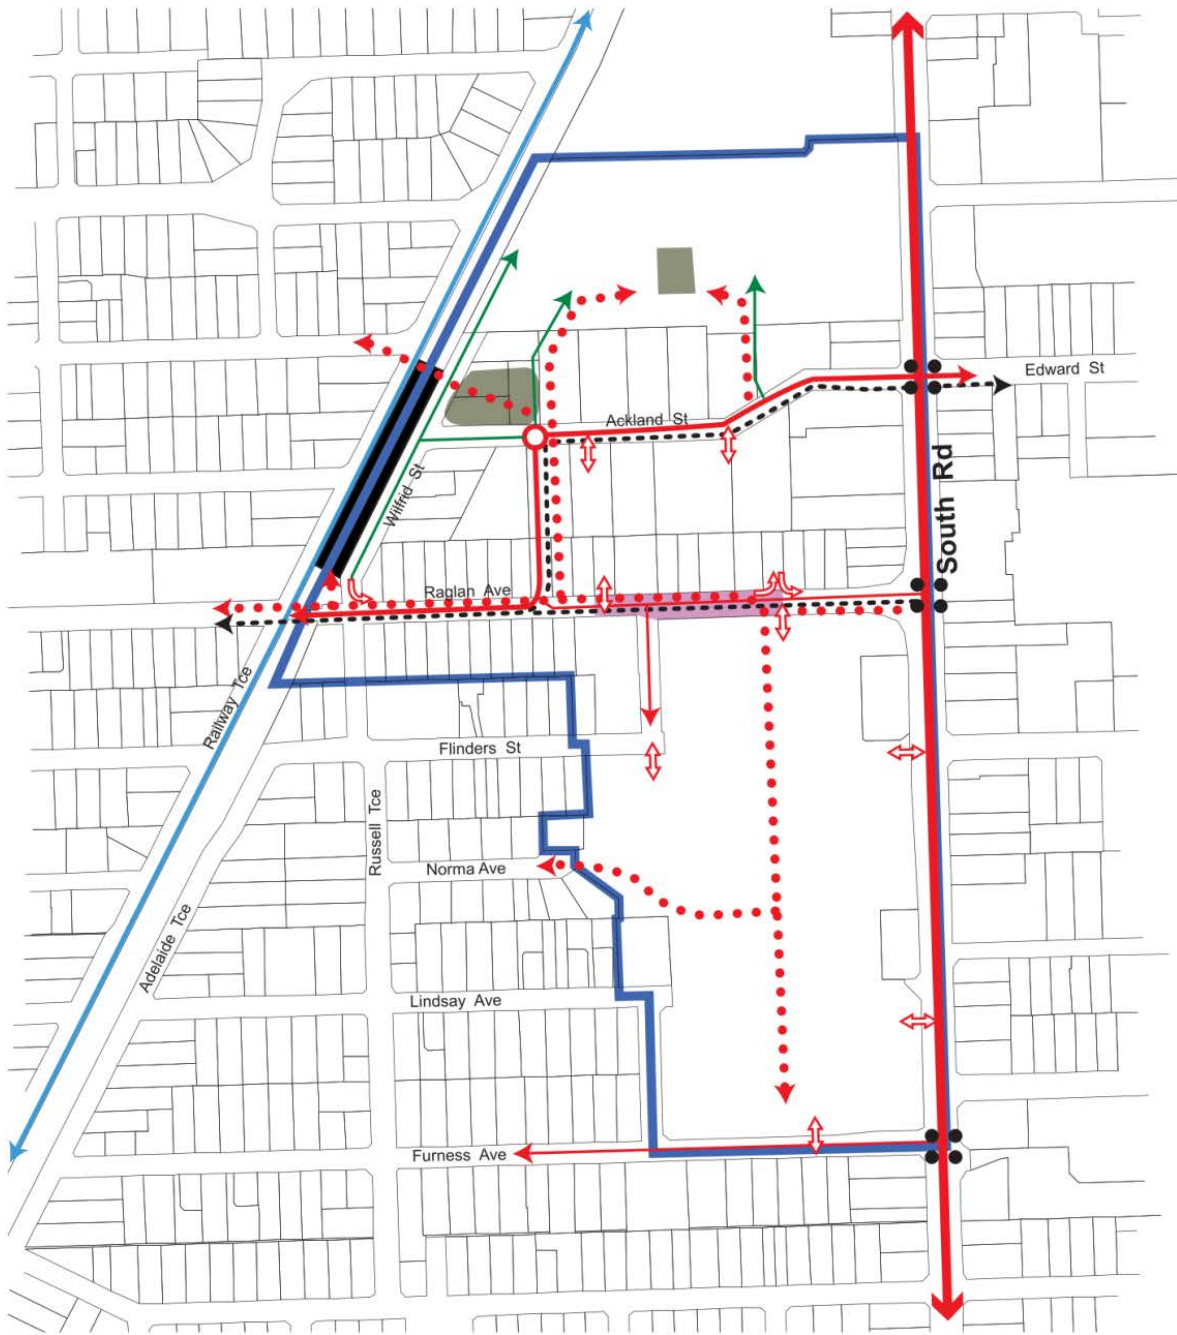 Edward St
Ackland St
South Rd
Wilfrid St
Raglan Ave
Railway Tce
Flinders St
Russell Tce
Norma Ave
Adelaide Tce
Lindsay Ave
Furness Ave